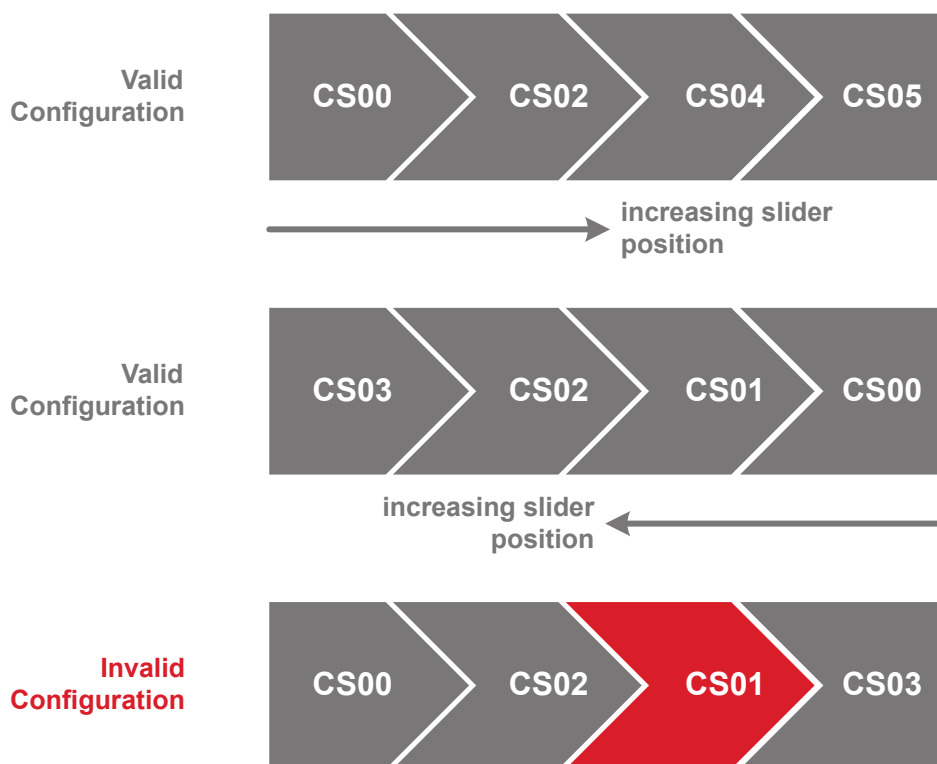 Valid
Configuration
CS00
CS02
CS04
CS05
increasing slider
position
Valid
Configuration
CS03
CS02
CS01
CS00
increasing slider
position
Invalid
Configuration
CS00
CS02
CS01
CS03